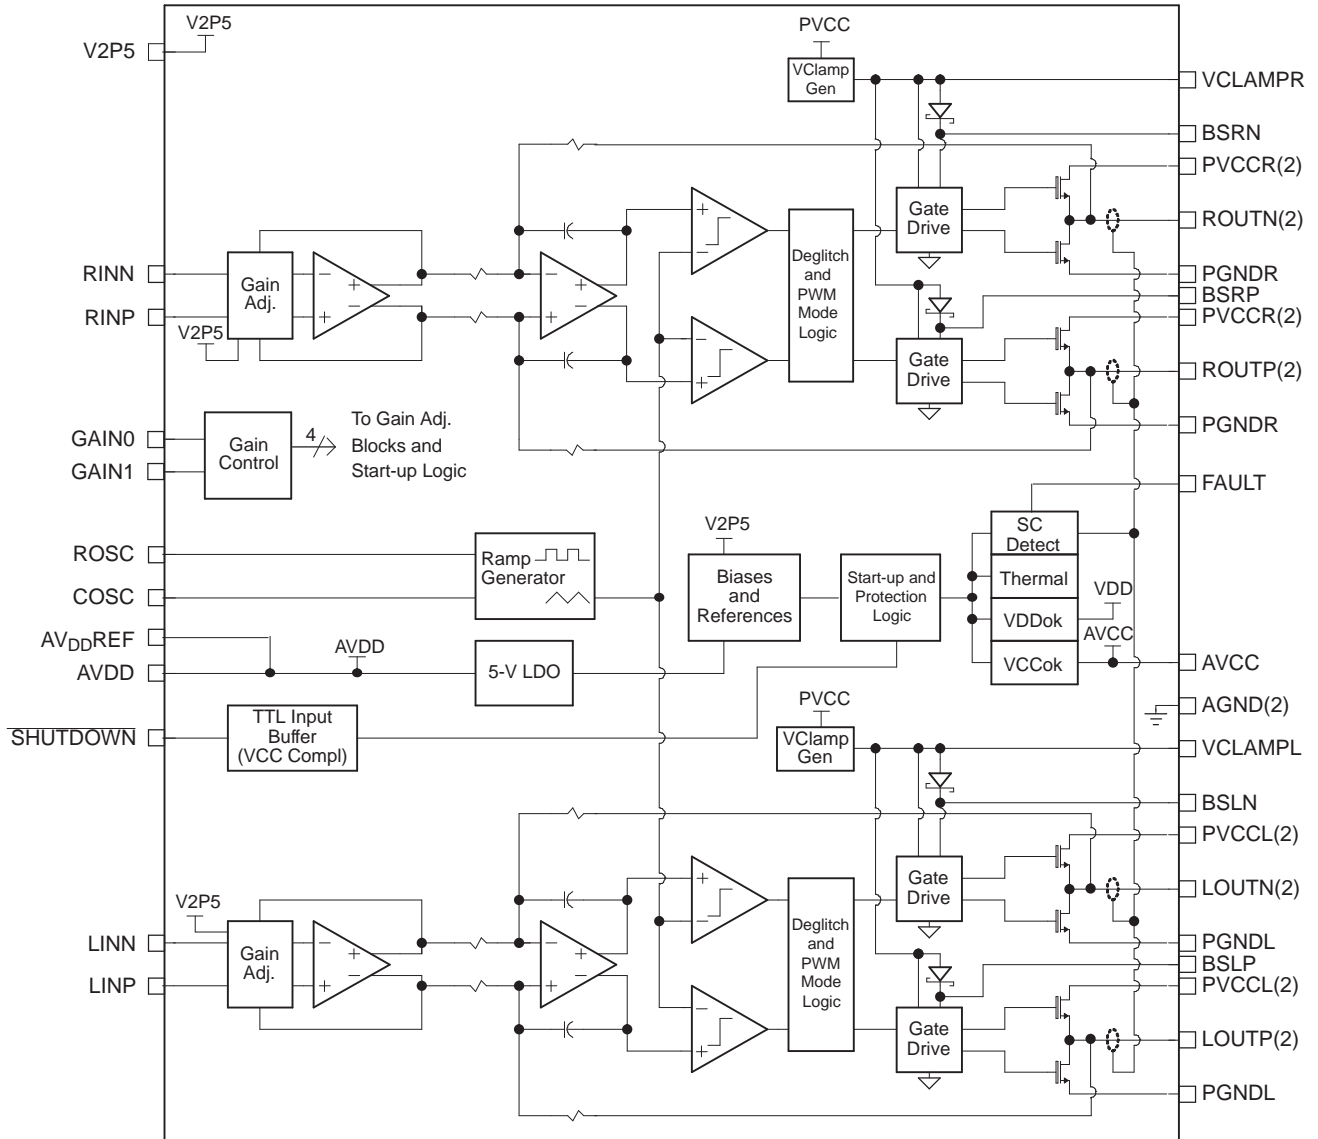 V2P5
V2P5
PVCC
VClamp
Gen
VCLAMPR
BSRN
PVCCR(2)
Gate
Drive
ROUTN(2)
Deglitch
and
PWM
Mode
Logic
RINN
RINP
Gain
Adj.
V2P5
PGNDR
BSRP
PVCCR(2)
Gate
Drive
ROUTP(2)
PGNDR
GAIN0
GAIN1
Gain
Control
4
To Gain Adj.
Blocks and
Start-up Logic
FAULT
ROSC
COSC
Ramp
Generator
V2P5
Biases
and
References
Start-up and
Protection
Logic
SC
Detect
Thermal
VDDok
VDD
VCCok
AVCC
AVCC
AVDDREF
AVDD
AVDD
5-V LDO
AGND(2)
SHUTDOWN
TTL Input
Buffer
(VCC Compl)
PVCC
VClamp
Gen
VCLAMPL
BSLN
PVCCL(2)
Gate
Drive
LOUTN(2)
Deglitch
and
PWM
Mode
Logic
V2P5
LINN
LINP
Gain
Adj.
PGNDL
BSLP
PVCCL(2)
Gate
Drive
LOUTP(2)
PGNDL